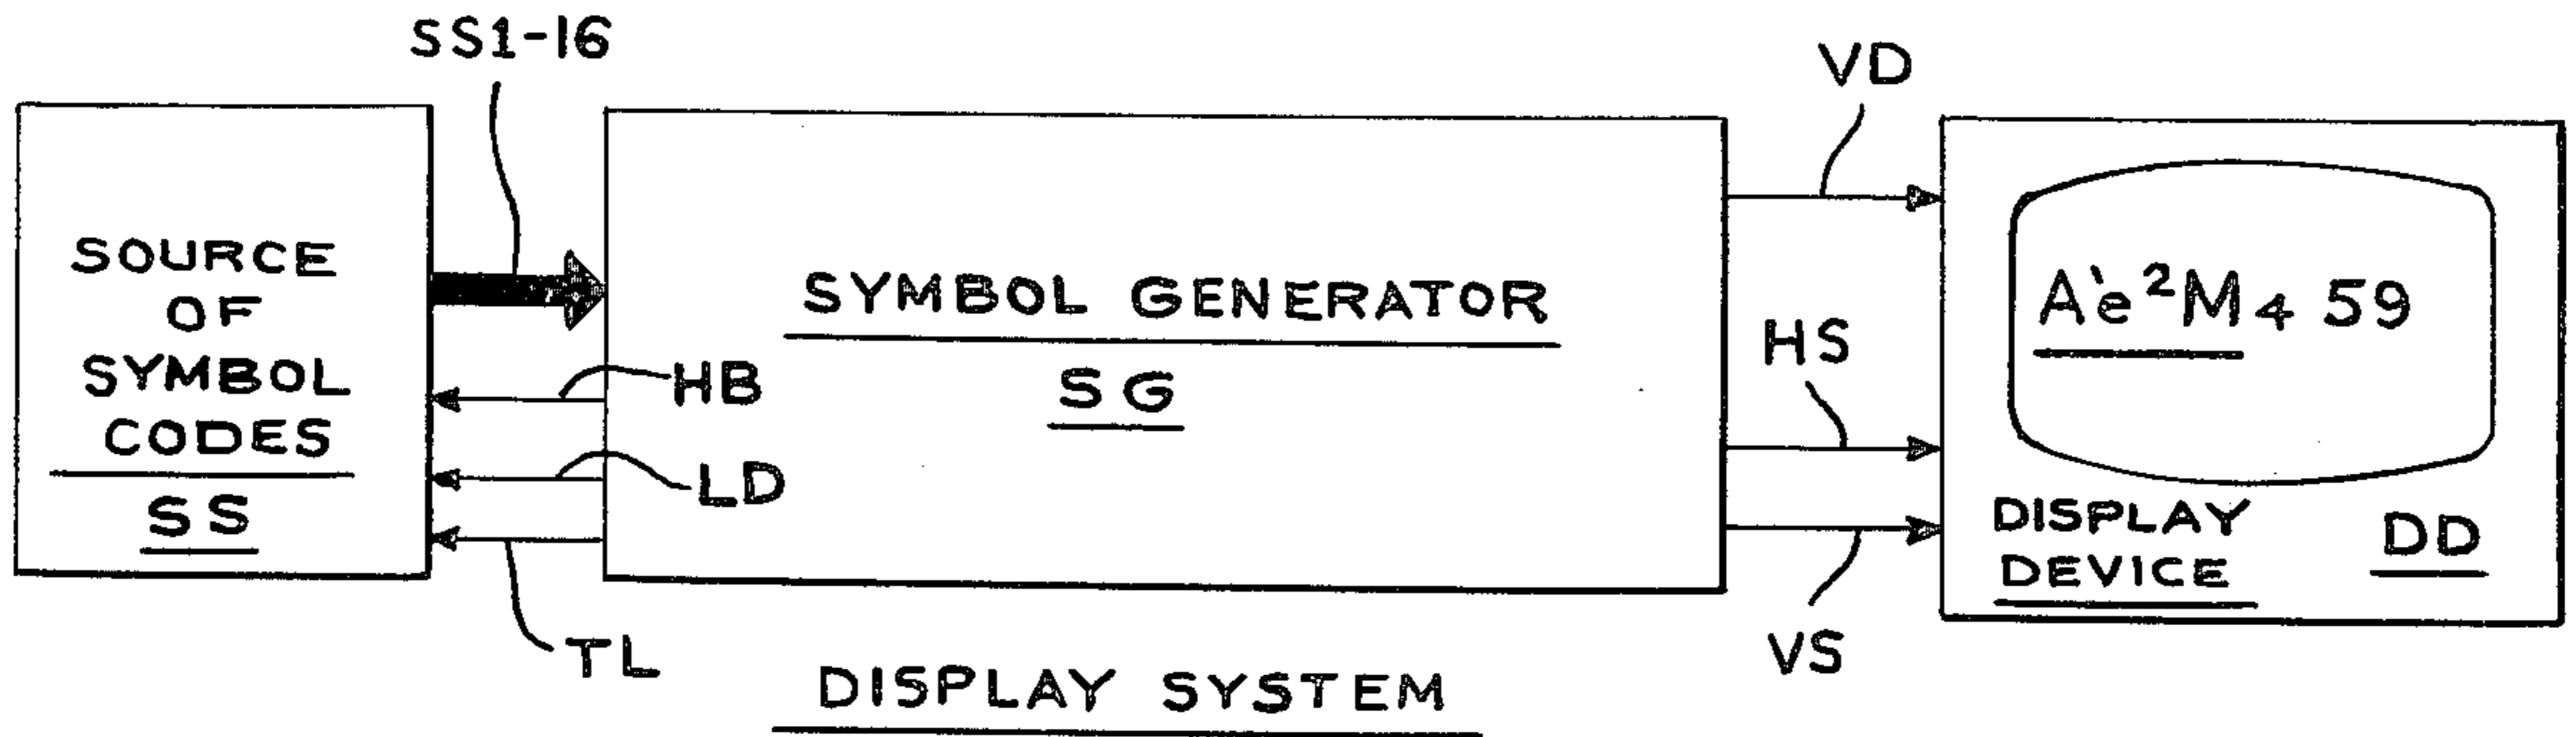 SS1-16
VD
SOURCE
OF
SYMBOL
CODES
SS
SYMBOL GENERATOR
SG
HB
LD
TL
HS
VS
Aè²M₄ 59
DISPLAY
DEVICE
DD
DISPLAY SYSTEM